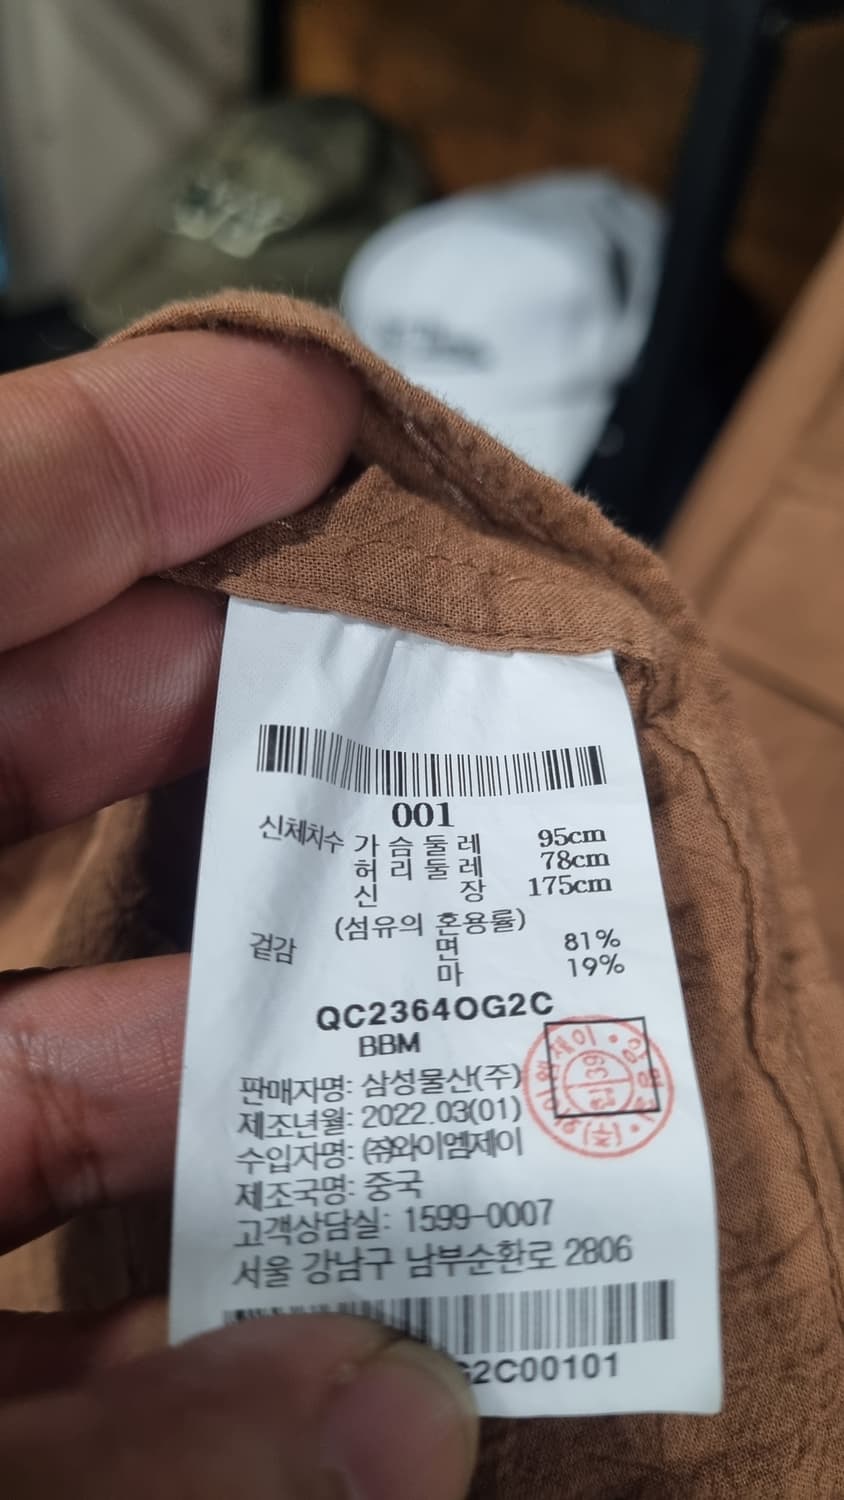 001
신체치수 가슴둘레 95cm
허리둘레 78cm
신장 175cm
(섬유의 혼용률)
겉감 면 81%
마 19%
QC2364OG2C
BBM
판매자명: 삼성물산(주)
제조년월: 2022.03(01)
수입자명: ㈜와이엠제이
제조국명: 중국
고객상담실: 1599-0007
서울 강남구 남부순환로 2806
G2C00101